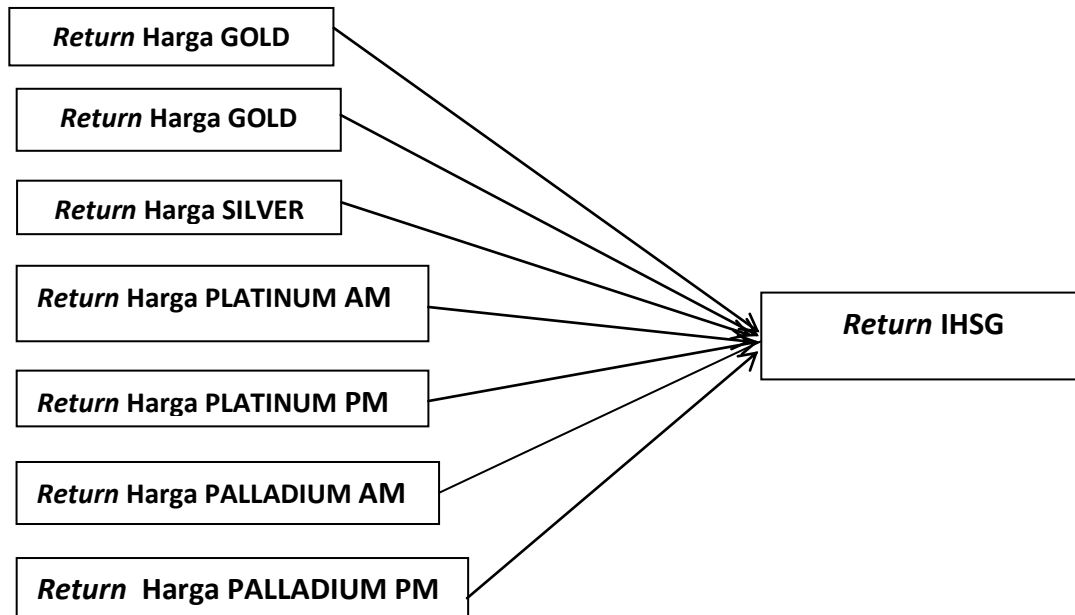 Return Harga GOLD
Return Harga GOLD
Return Harga SILVER
Return Harga PLATINUM AM
Return IHSG
Return Harga PLATINUM PM
Return Harga PALLADIUM AM
Return Harga PALLADIUM PM